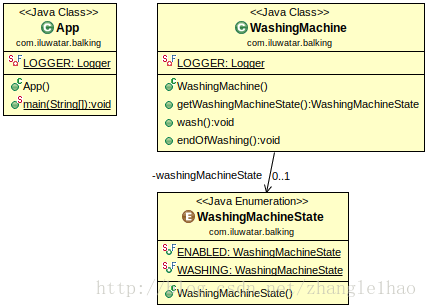 <<Java Class>>
App
com.iluwatar.balking
LOGGER: Logger
App()
main(String[]):void
<<Java Class>>
WashingMachine
com.iluwatar.balking
LOGGER: Logger
WashingMachine()
getWashingMachineState():WashingMachineState
wash():void
endOfWashing():void
-washingMachineState
0..1
<<Java Enumeration>>
WashingMachineState
com.iluwatar.balking
ENABLED: WashingMachineState
WASHING: WashingMachineState
WashingMachineState()
http://blog.csdn.net/zhanglelhao